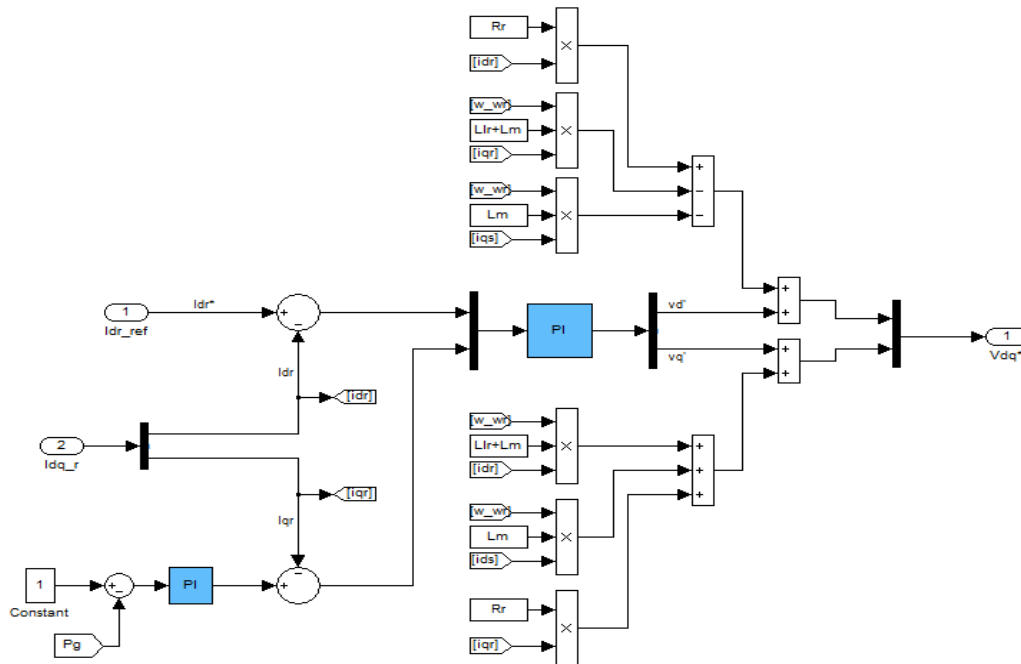 Rr
[idr]
×
[w_wr]
Llr+Lm
[iqr]
×
[w_wr]
Lm
[iqs]
×
+
−
−
1
Idr_ref
Idr*
+
−
PI
vd'
vq'
+
+
+
+
1
Vdq*
Idr
[idr]
2
Idq_r
[iqr]
Iqr
[w_wr]
Llr+Lm
[idr]
×
+
+
+
[w_wr]
Lm
[ids]
×
1
Constant
+
−
PI
+
−
Pg
Rr
[iqr]
×